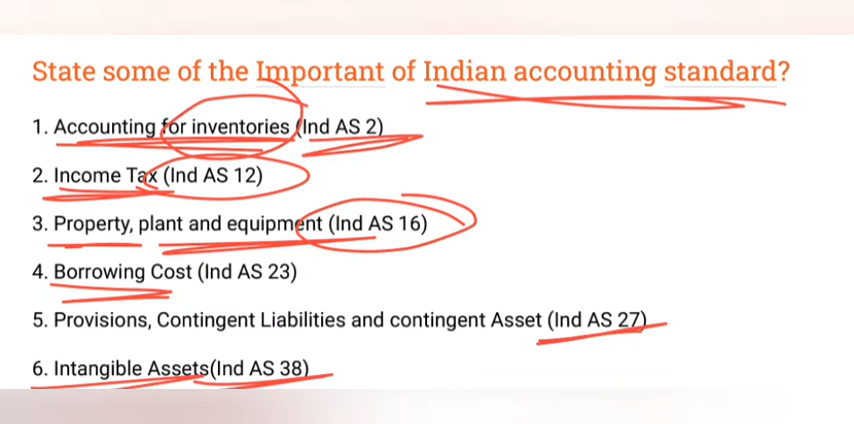 State some of the Important of Indian accounting standard?
1. Accounting for inventories (Ind AS 2)
2. Income Tax (Ind AS 12)
3. Property, plant and equipment (Ind AS 16)
4. Borrowing Cost (Ind AS 23)
5. Provisions, Contingent Liabilities and contingent Asset (Ind AS 27)
6. Intangible Assets(Ind AS 38)